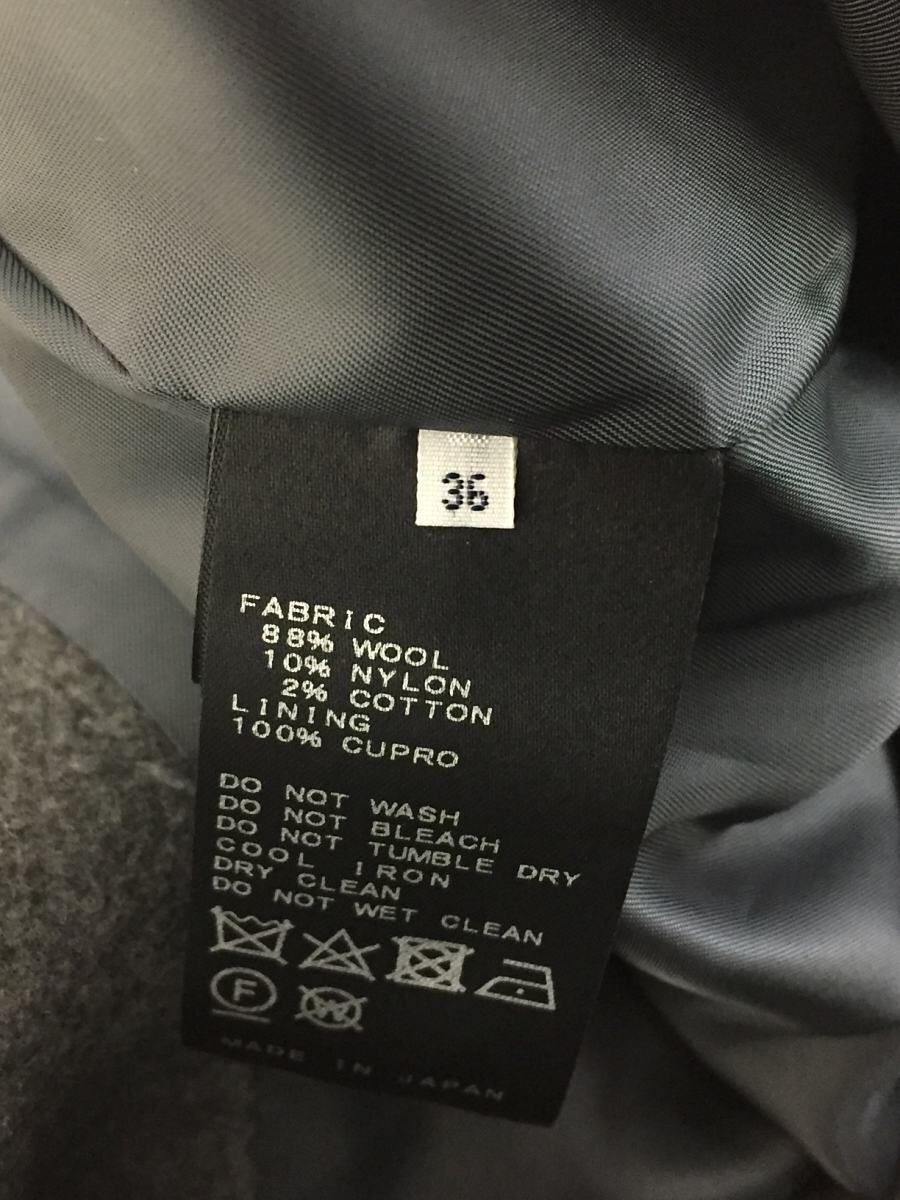 36
FABRIC
88% WOOL
10% NYLON
2% COTTON
LINING
100% CUPRO
DO NOT WASH
DO NOT BLEACH
DO NOT TUMBLE DRY
COOL IRON
DRY CLEAN
DO NOT WET CLEAN
F W
MADE IN JAPAN